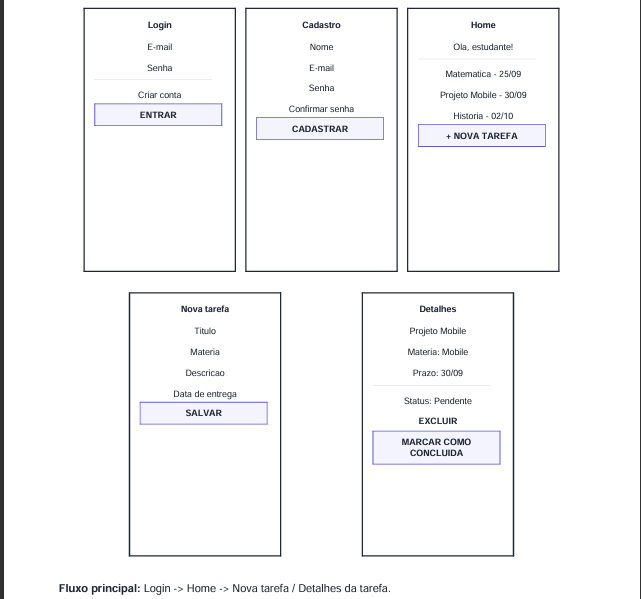 Login
E-mail
Senha
Criar conta
ENTRAR
Cadastro
Nome
E-mail
Senha
Confirmar senha
CADASTRAR
Home
Ola, estudante!
Matematica - 25/09
Projeto Mobile - 30/09
Historia - 02/10
+ NOVA TAREFA
Nova tarefa
Titulo
Materia
Descricao
Data de entrega
SALVAR
Detalhes
Projeto Mobile
Materia: Mobile
Prazo: 30/09
Status: Pendente
EXCLUIR
MARCAR COMO
CONCLUIDA
Fluxo principal: Login -> Home -> Nova tarefa / Detalhes da tarefa.